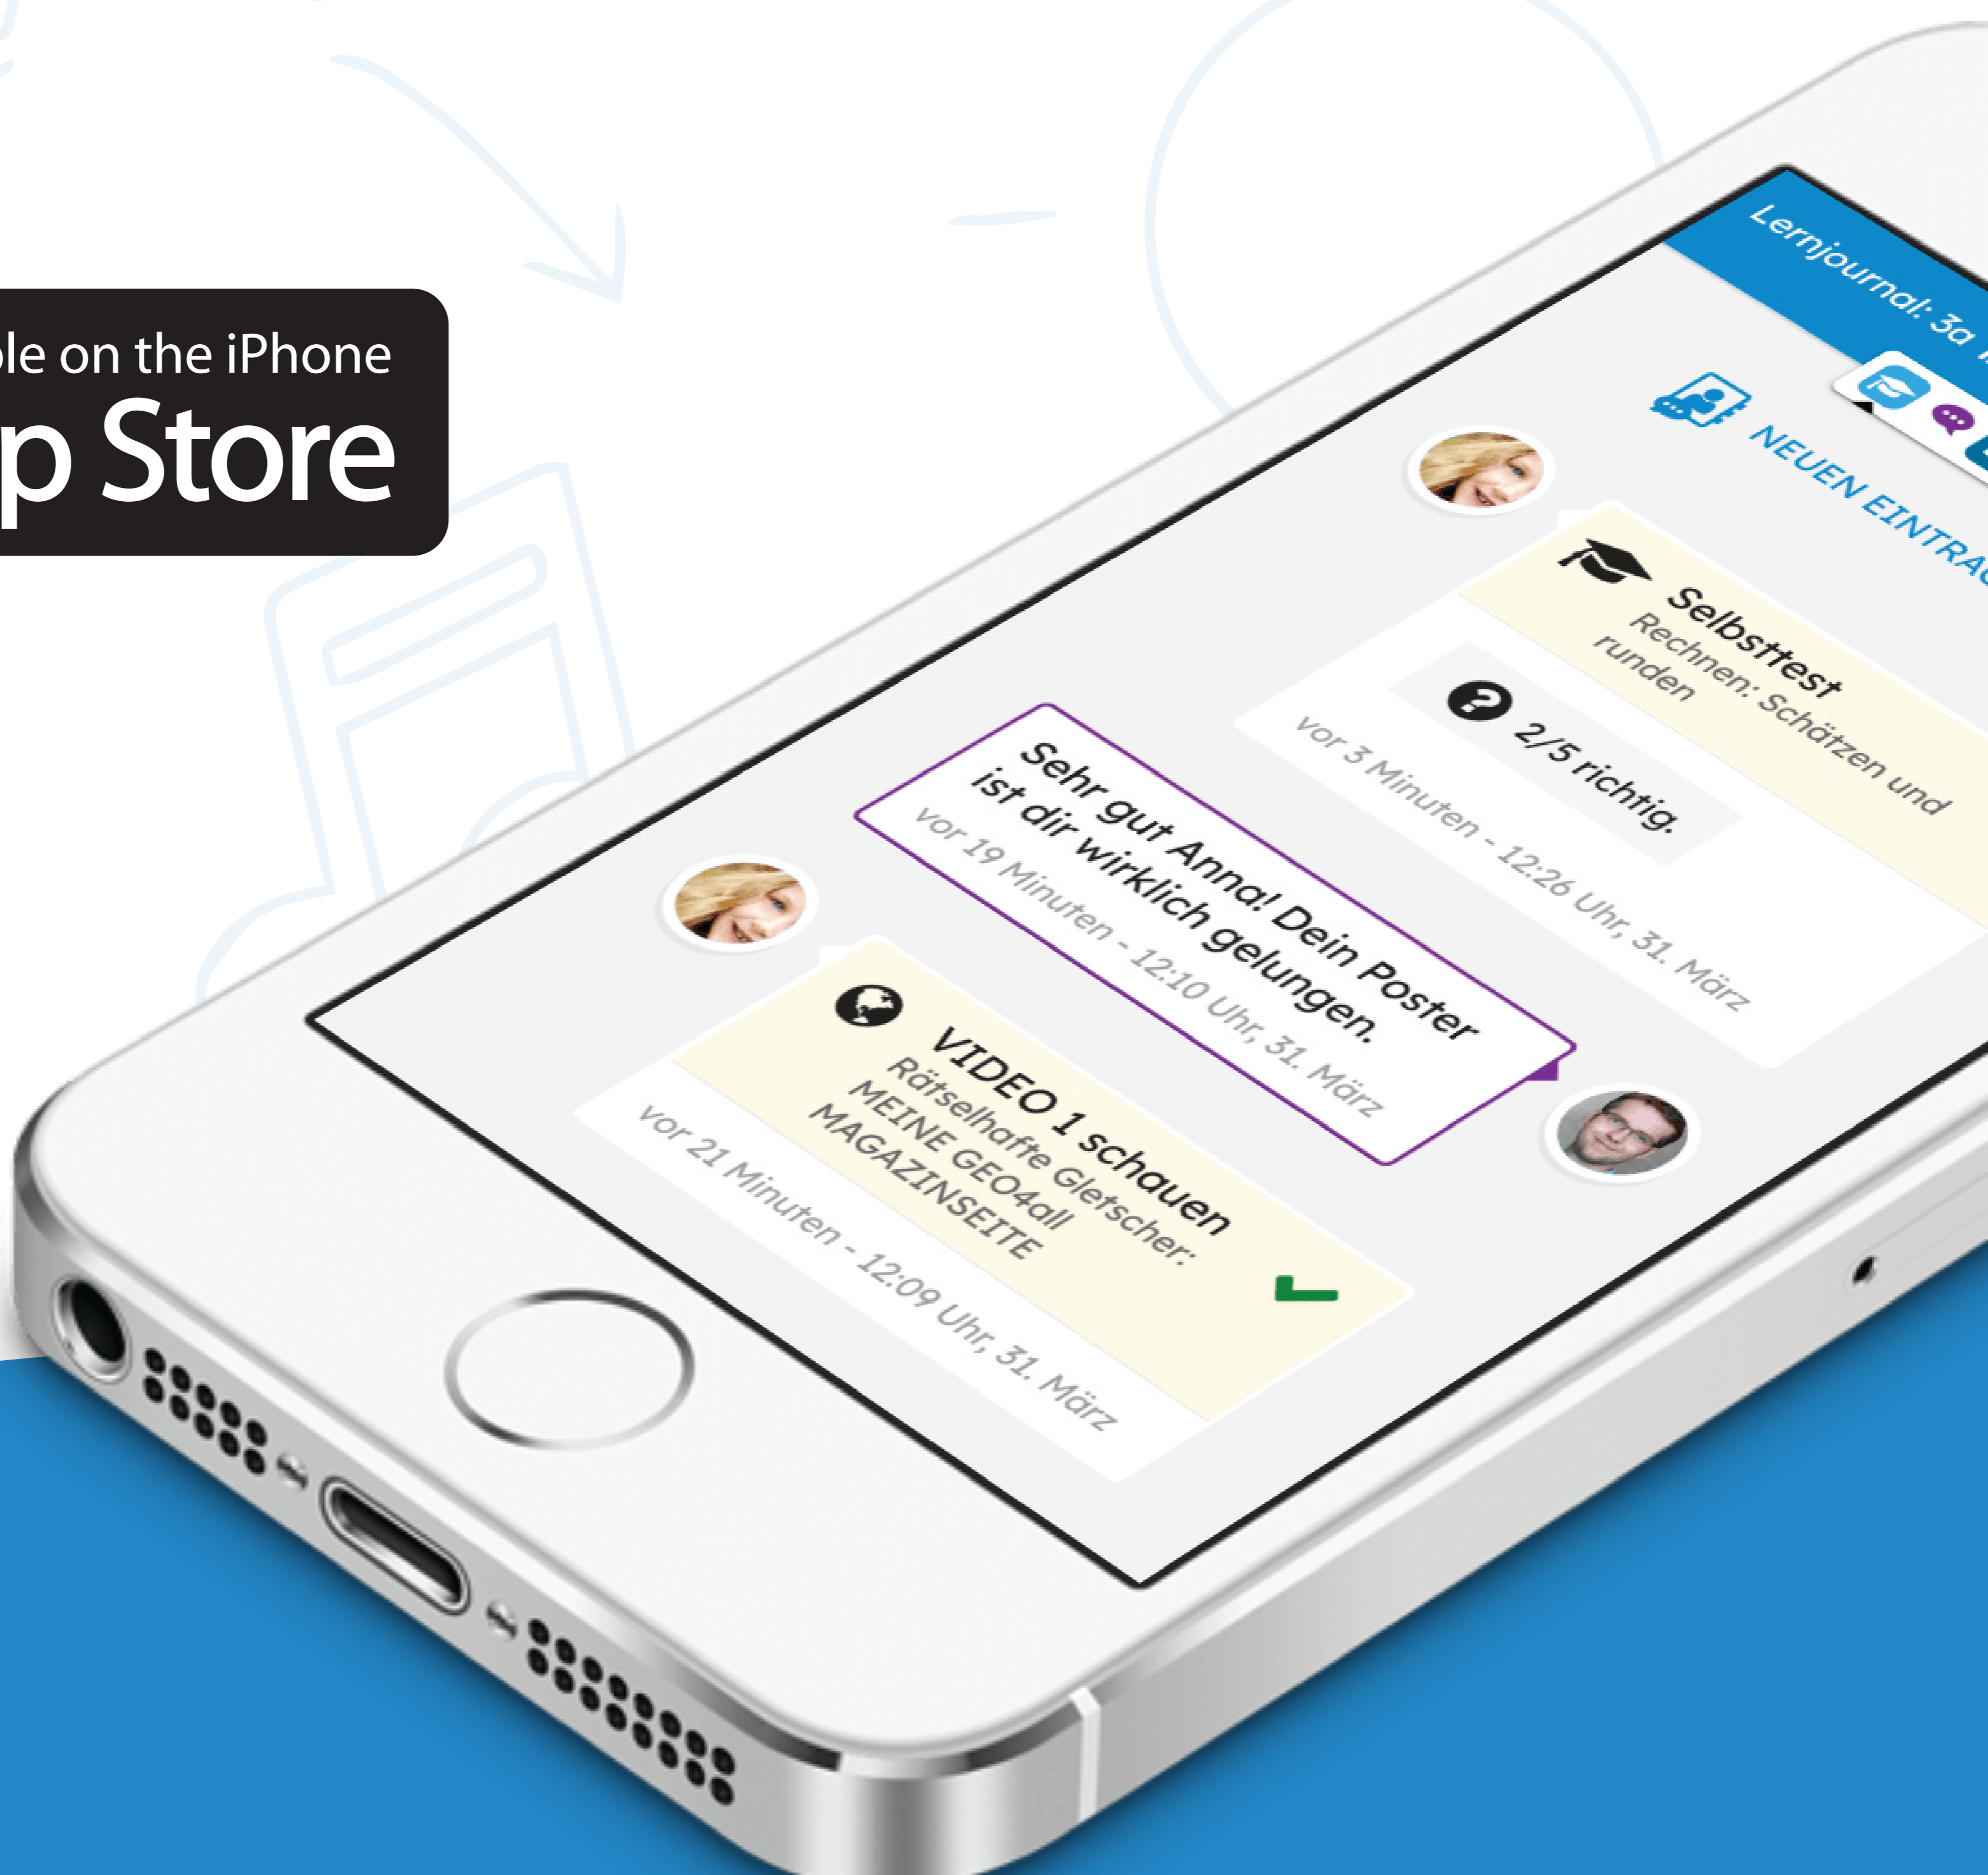 le on the iPhone
p Store
Lernjournal: 3a
NEUEN EINTRAG
Selbsttest
Rechnen: Schätzen und
runden
2/5 richtig.
vor 3 Minuten - 12:26 Uhr, 31. März
Sehr gut Anna! Dein Poster
ist dir wirklich gelungen.
vor 19 Minuten - 12:10 Uhr, 31. März
VIDEO 1 schauen
Rätselhafte Gletscher:
MEINE GEO4all
MAGAZINSEITE
vor 21 Minuten - 12:09 Uhr, 31. März